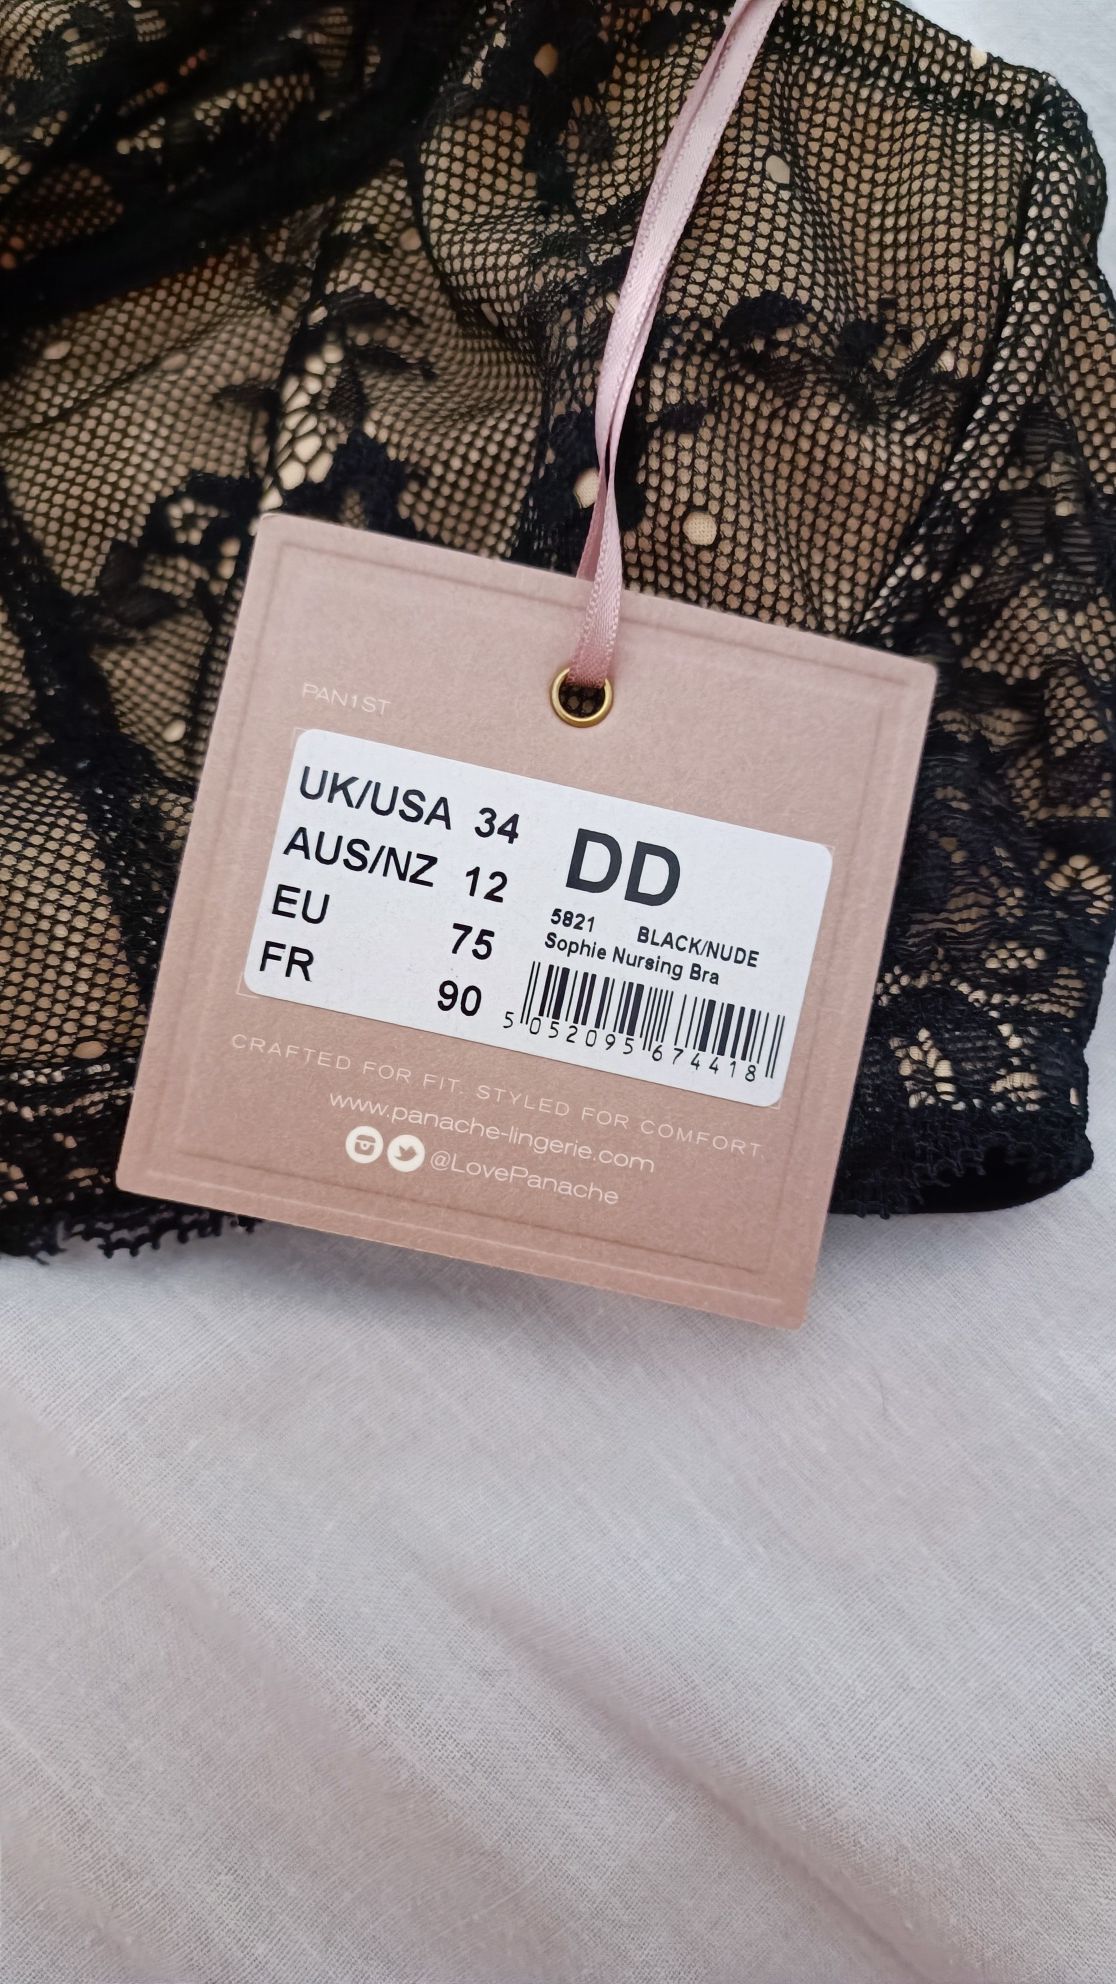 PAN1ST
UK/USA 34
AUS/NZ 12
EU 75
FR 90
DD
5821 BLACK/NUDE
Sophie Nursing Bra
5 052095 674418
CRAFTED FOR FIT. STYLED FOR COMFORT.
www.panache-lingerie.com
@LovePanache